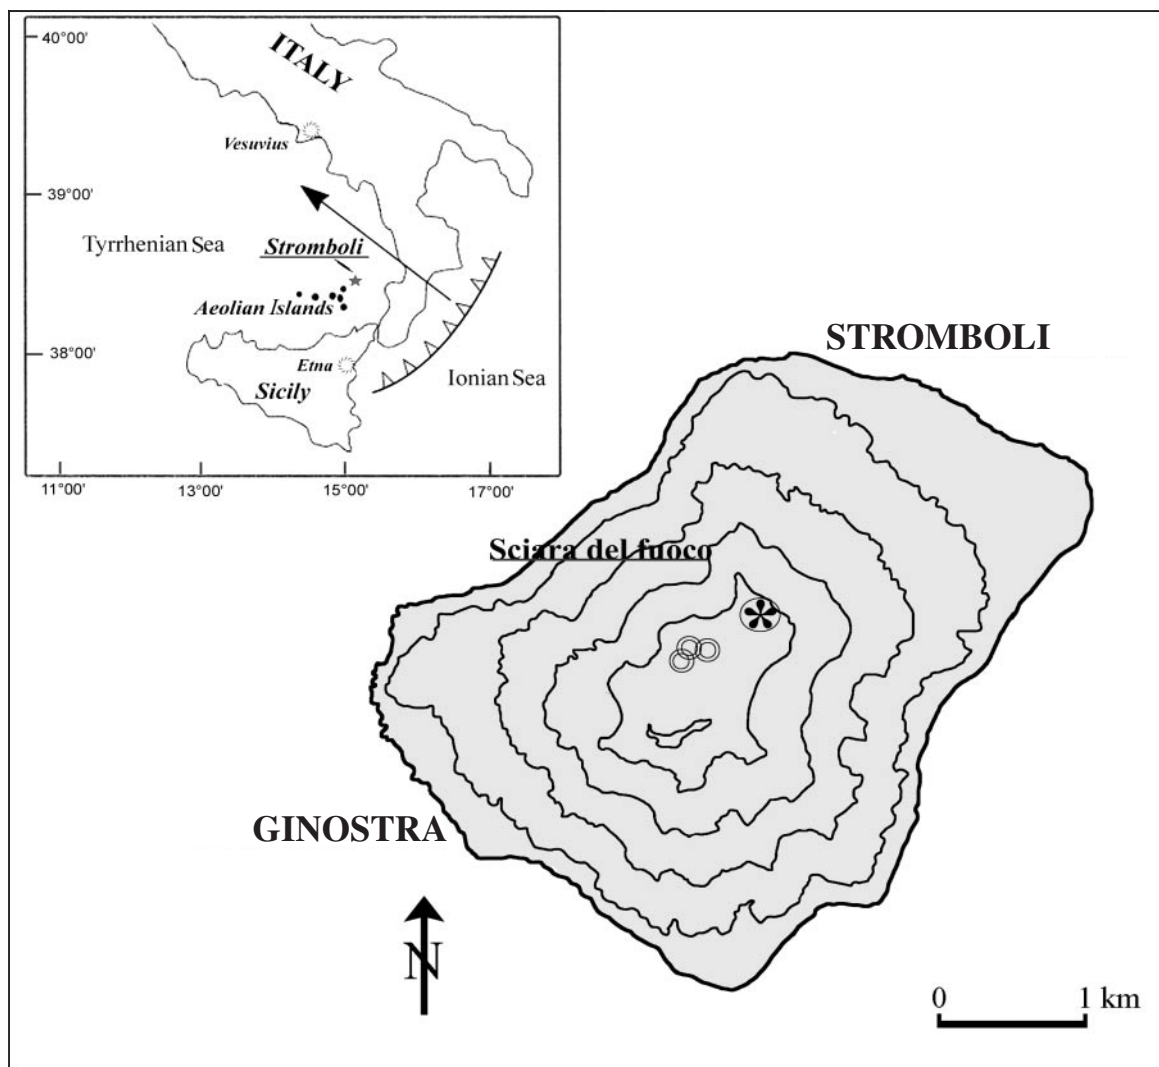 40°00'
ITALY
Vesuvius
39°00'
Tyrrhenian Sea
Stromboli
Aeolian Islands
38°00'
Etna
Ionian Sea
Sicily
11°00'
13°00'
15°00'
17°00'
STROMBOLI
Sciara del fuoco
GINOSTRA
N
0
1 km